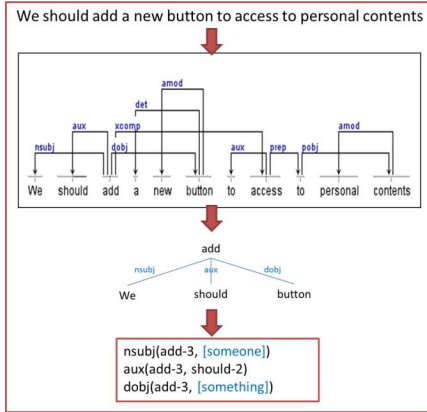 We should add a new button to access to personal contents
amod
det
aux xcomp amod
nsubj dobj aux prep pobj
We should add a new button to access to personal contents
add
nsubj aux dobj
We should button
nsubj(add-3, [someone])
aux(add-3, should-2)
dobj(add-3, [something])